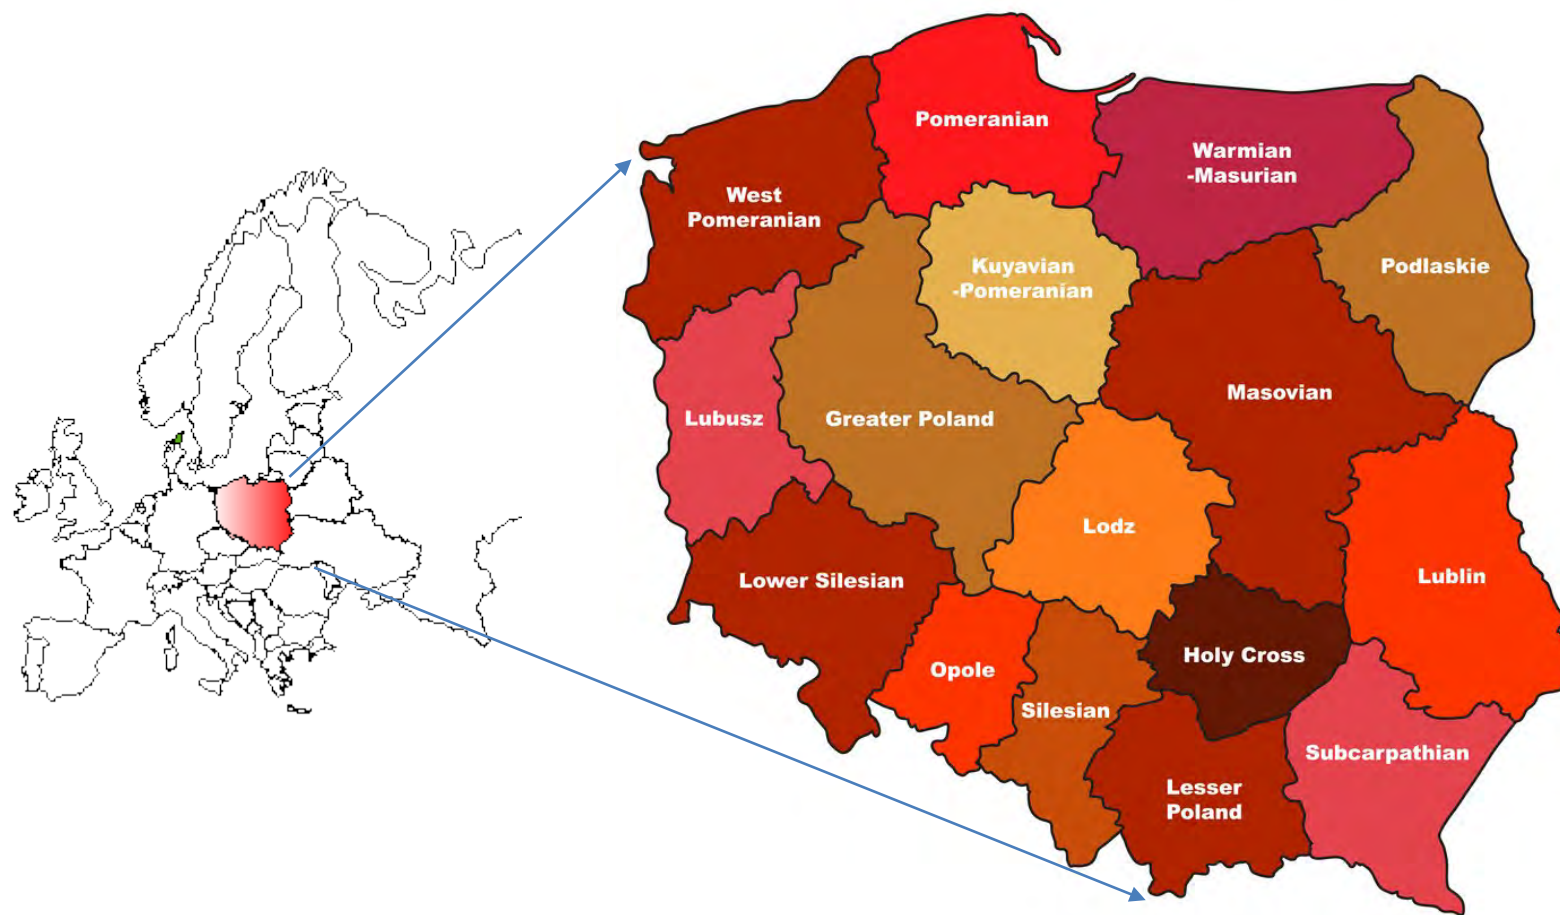 Pomeranian
Warmian
-Masurian
West
Pomeranian
Kuyavian
-Pomeranian
Podlaskie
Masovian
Lubusz
Greater Poland
Lodz
Lower Silesian
Lublin
Holy Cross
Opole
Silesian
Subcarpathian
Lesser
Poland